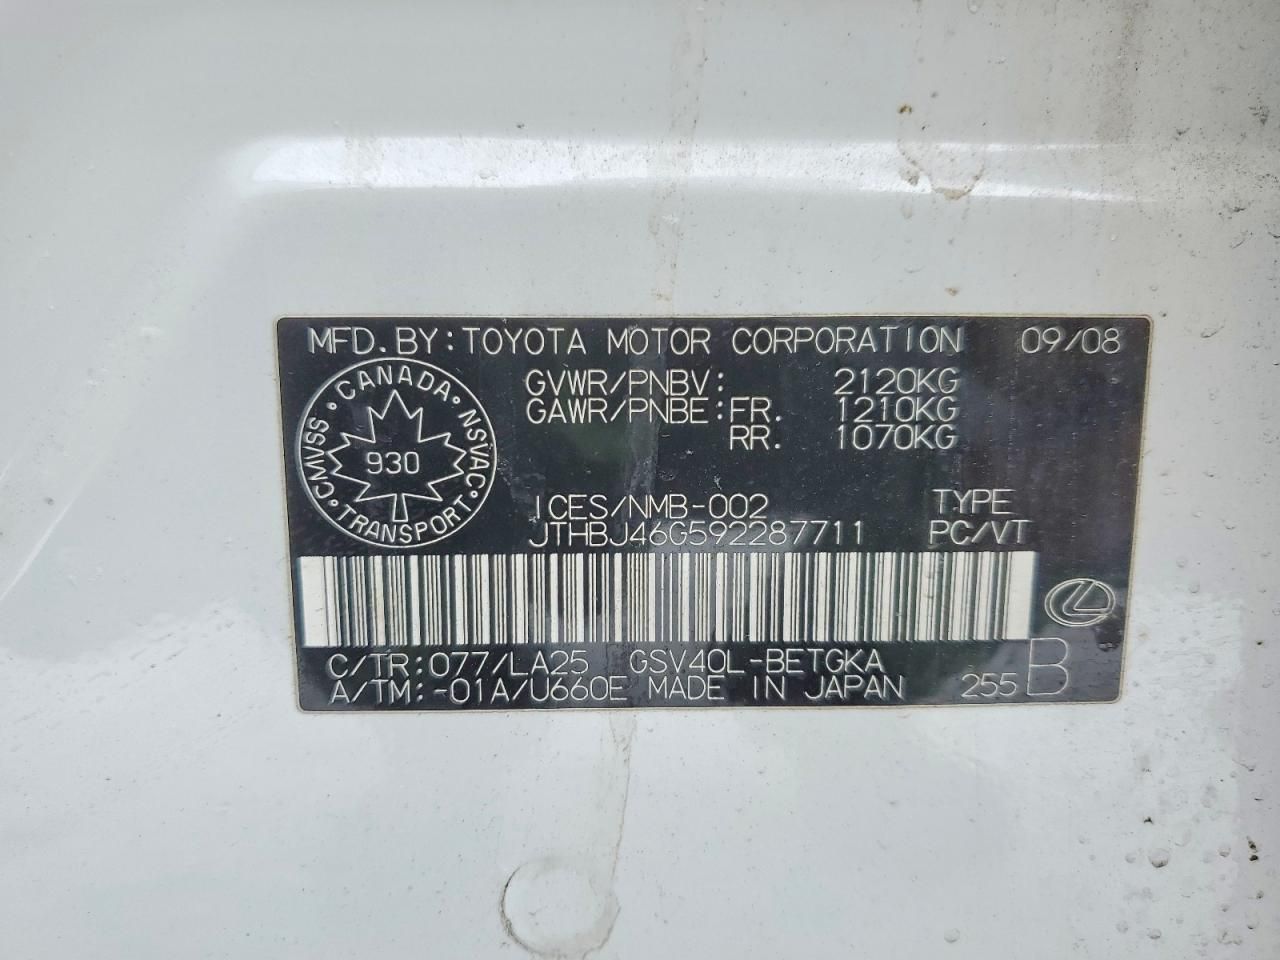 MFD. BY: TOYOTA MOTOR CORPORATION 09/08
GVWR/PNBV: 2120KG
GAWR/PNBE: FR. 1210KG
RR. 1070KG
CMVSS • CANADA • NSVAC • TRANSPORT •
930
ICES/NMB-002 TYPE
JTHBJ46G592287711 PC/VT
C/TR: 077/LA25 GSV40L-BETGKA
A/TM: -01A/U660E MADE IN JAPAN 255 B